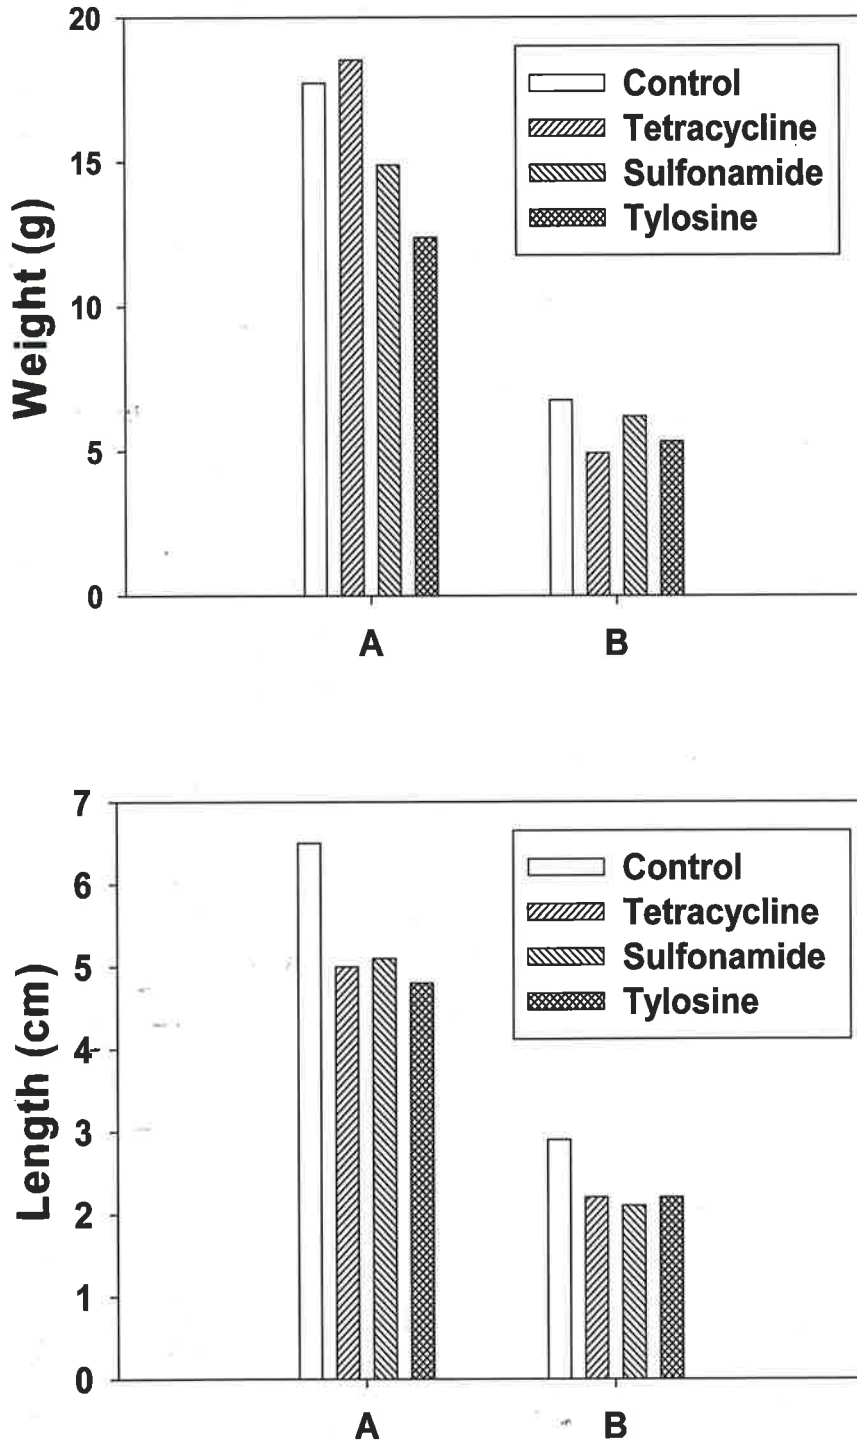 20
15
10
5
0
Weight (g)
Control
Tetracycline
Sulfonamide
Tylosine
A
B
7
6
5
4
3
2
1
0
Length (cm)
Control
Tetracycline
Sulfonamide
Tylosine
A
B